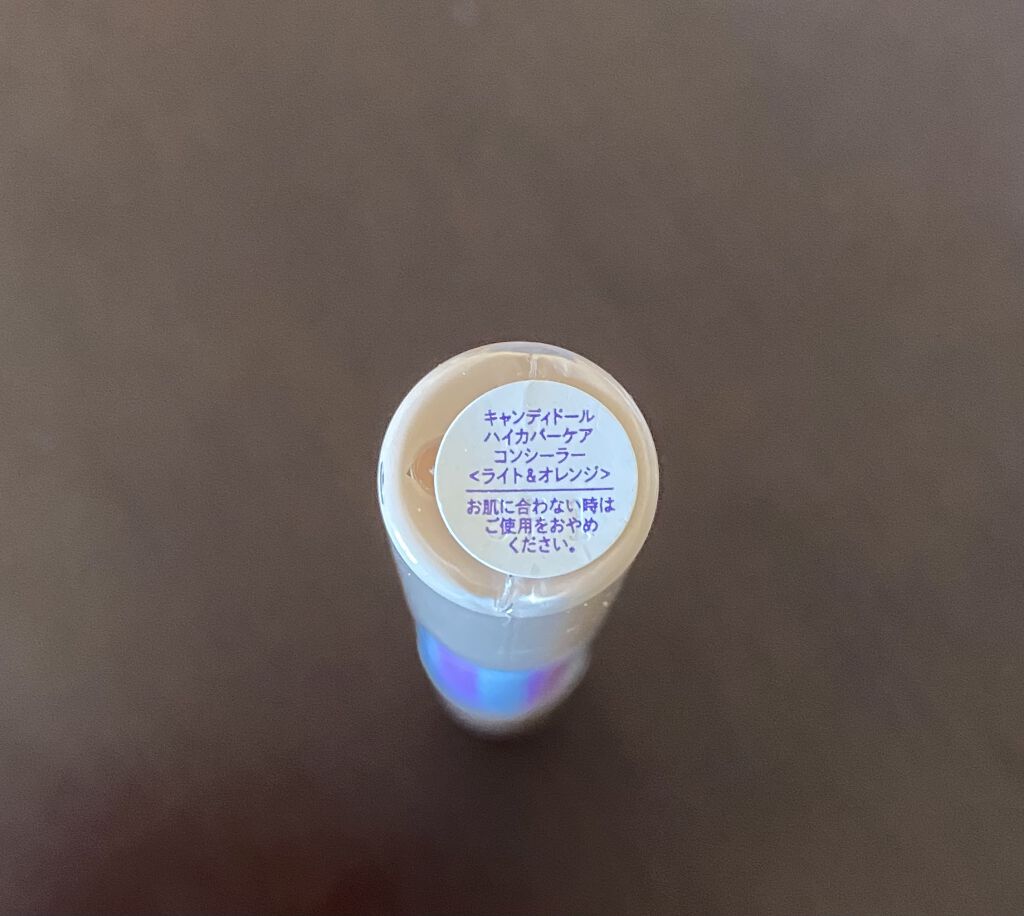 キャンディドール
ハイカバーケア
コンシーラー
<ライト&オレンジ>
お肌に合わない時は
ご使用をおやめ
ください。